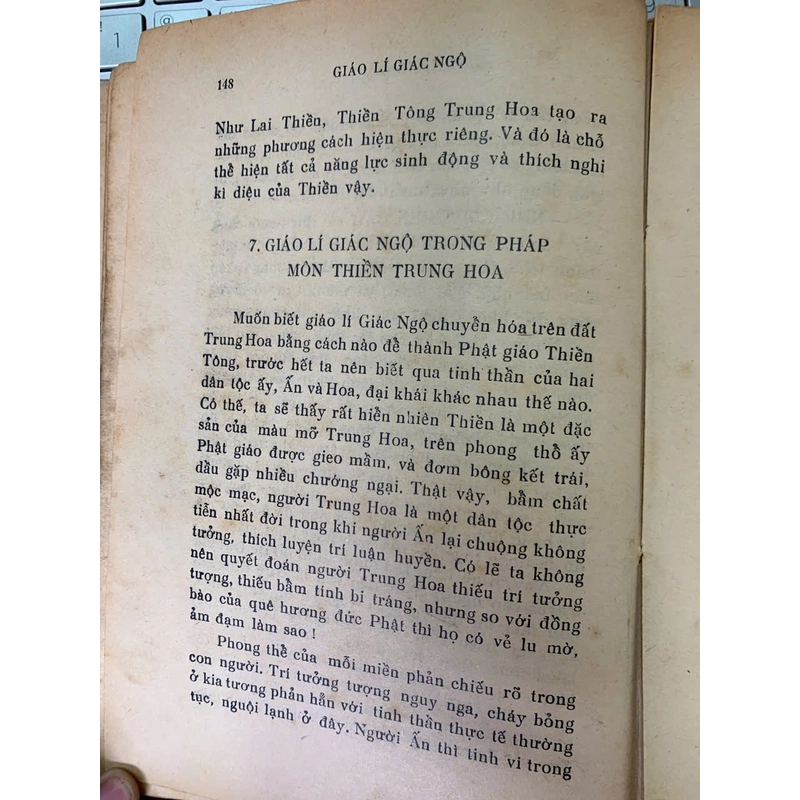 1
148
GIÁO LÍ GIÁC NGỘ
Như Lai Thiền, Thiền Tông Trung Hoa tạo ra
những phương cách hiện thực riêng. Và đó là chỗ
thể hiện tất cả năng lực sinh động và thích nghi
kì diệu của Thiền vậy.
7. GIÁO LÍ GIÁC NGỘ TRONG PHÁP
MÔN THIỀN TRUNG HOA
Muốn biết giáo lí Giác Ngộ chuyển hóa trên đất
Trung Hoa bằng cách nào để thành Phật giáo Thiền
Tông, trước hết ta nên biết qua tinh thần của hai
dân tộc ấy, Ấn và Hoa, đại khái khác nhau thế nào.
Có thế, ta sẽ thấy rất hiển nhiên Thiền là một đặc
sản của màu mỡ Trung Hoa, trên phong thổ ấy
Phật giáo được gieo mầm, và đơm bông kết trái,
dầu gặp nhiều chướng ngại. Thật vậy, bẩm chất
mộc mạc, người Trung Hoa là một dân tộc thực
tiễn nhất đời trong khi người Ấn lại chuộng không
tưởng, thích luyện trí luận huyền. Có lẽ ta không
nên quyết đoán người Trung Hoa thiếu trí tưởng
tượng, thiếu bẩm tính bi tráng, nhưng so với đồng
bào của quê hương đức Phật thì họ có vẻ lu mờ,
ảm đạm làm sao !
Phong thể của mỗi miền phản chiếu rõ trong
con người. Trí tưởng tượng nguy nga, cháy bỏng
ở kia tương phản hẳn với tinh thần thực tế thường
tục, nguội lạnh ở đây. Người Ấn thì tinh vi trong